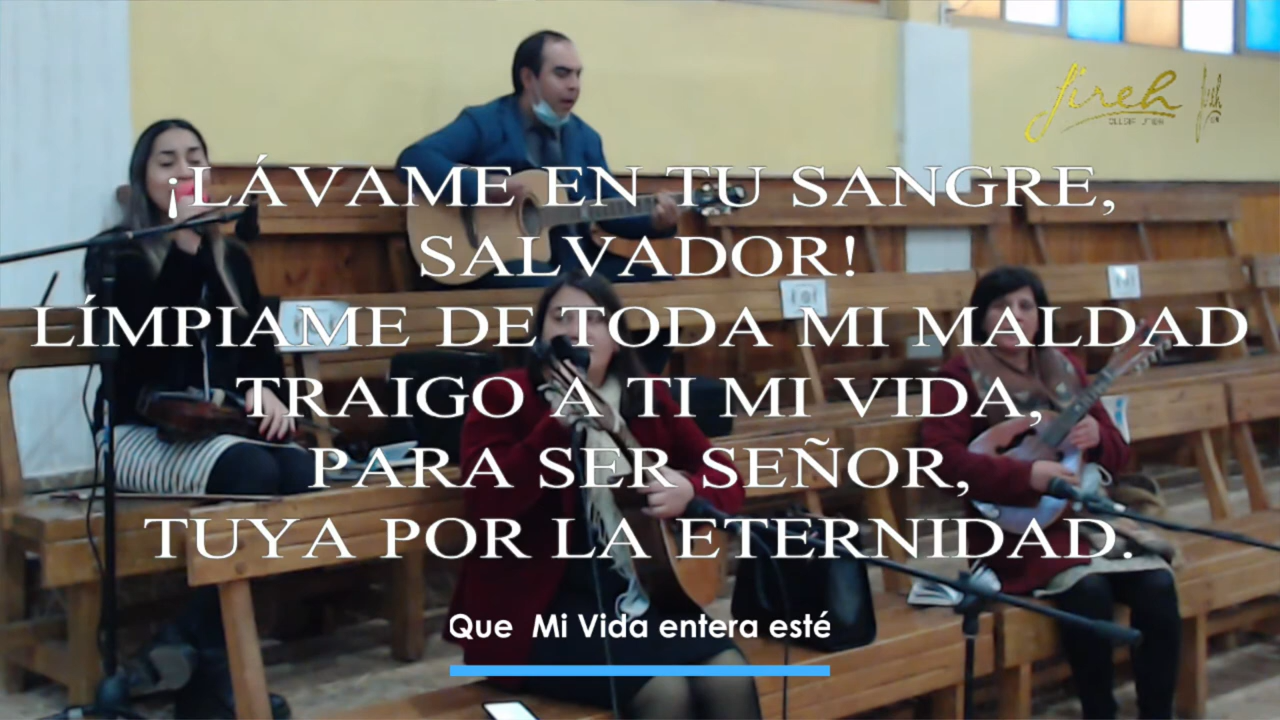 Jireh
¡LÁVAME EN TU SANGRE,
SALVADOR!
LÍMPIAME DE TODA MI MALDAD
TRAIGO A TI MI VIDA,
PARA SER SEÑOR,
TUYA POR LA ETERNIDAD.
Que Mi Vida entera esté